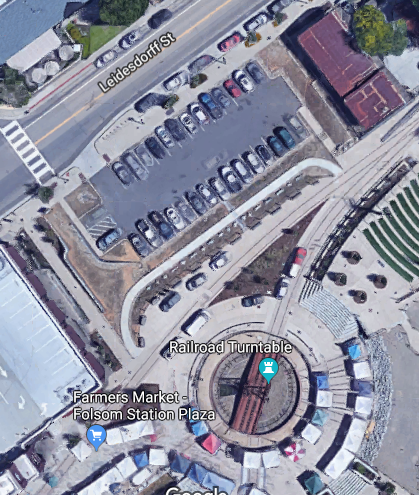 Leidesdorff St
Railroad Turntable
Farmers Market -
Folsom Station Plaza
Google